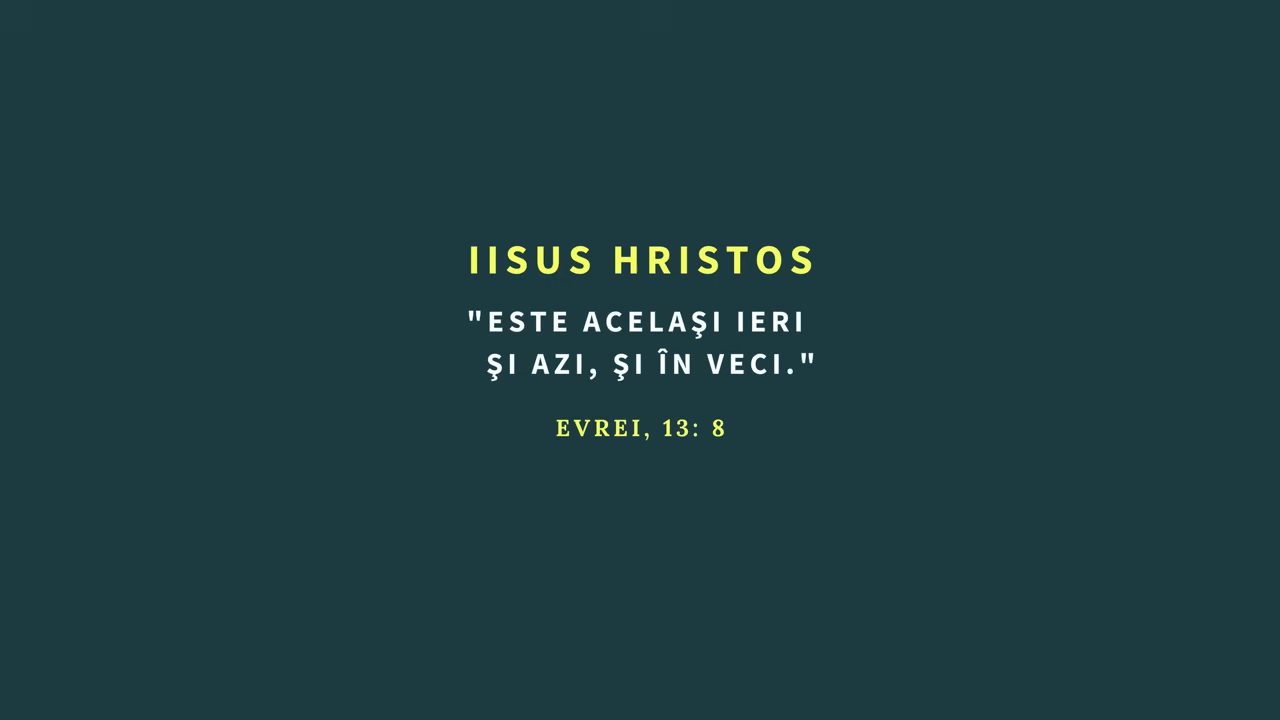 IISUS HRISTOS
"ESTE ACELAŞI IERI
ŞI AZI, ŞI ÎN VECI."
EVREI, 13: 8